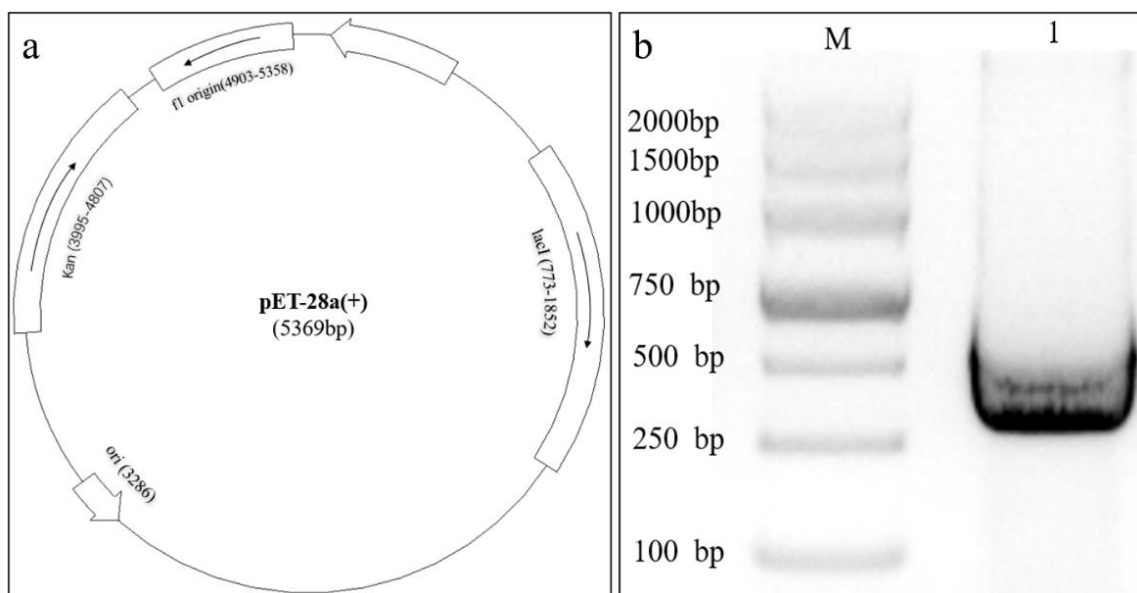 a
f1 origin(4903-5358)
Kan (3995-4807)
lacI (773-1852)
pET-28a(+)
(5369bp)
ori (3286)
b
M 1
2000bp
1500bp
1000bp
750 bp
500 bp
250 bp
100 bp